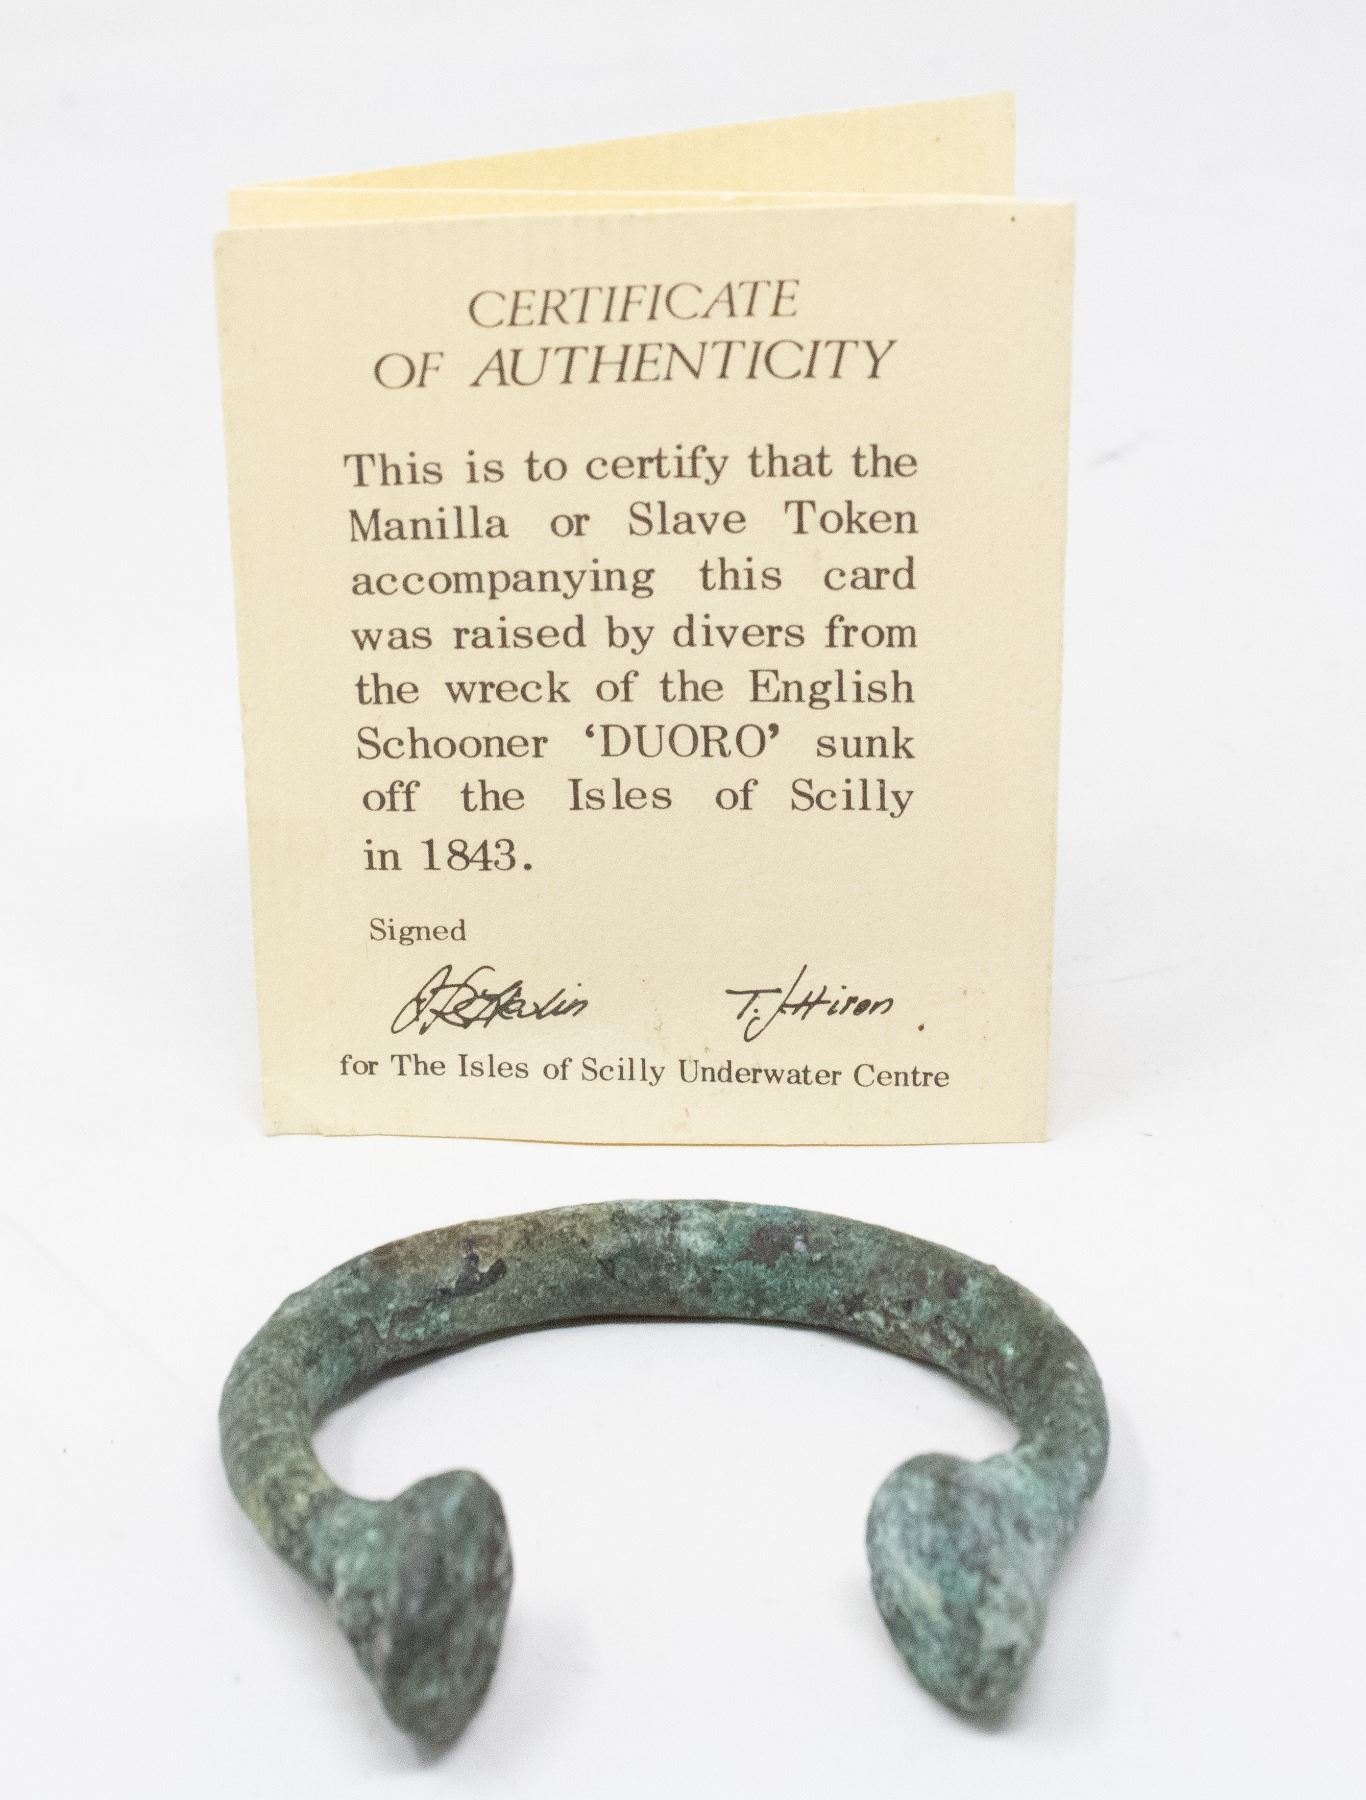 CERTIFICATE
OF AUTHENTICITY
This is to certify that the
Manilla or Slave Token
accompanying this card
was raised by divers from
the wreck of the English
Schooner ‘DUORO’ sunk
off the Isles of Scilly
in 1843.
Signed
T. J. Hiron
for The Isles of Scilly Underwater Centre